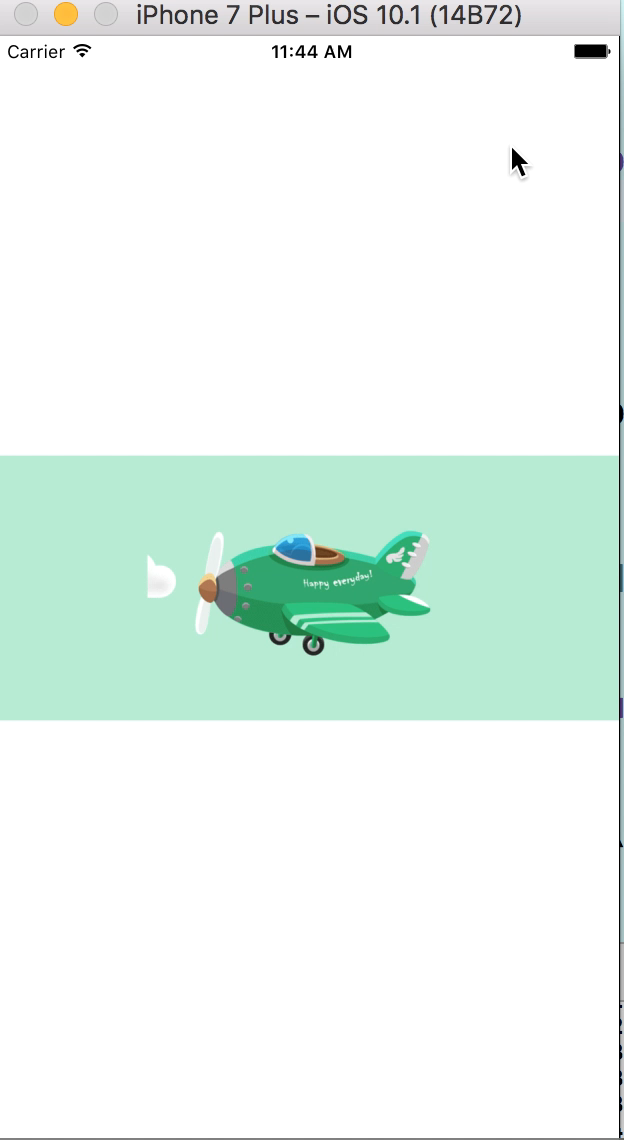 iPhone 7 Plus – iOS 10.1 (14B72)
Carrier 11:44 AM
Happy everyday!